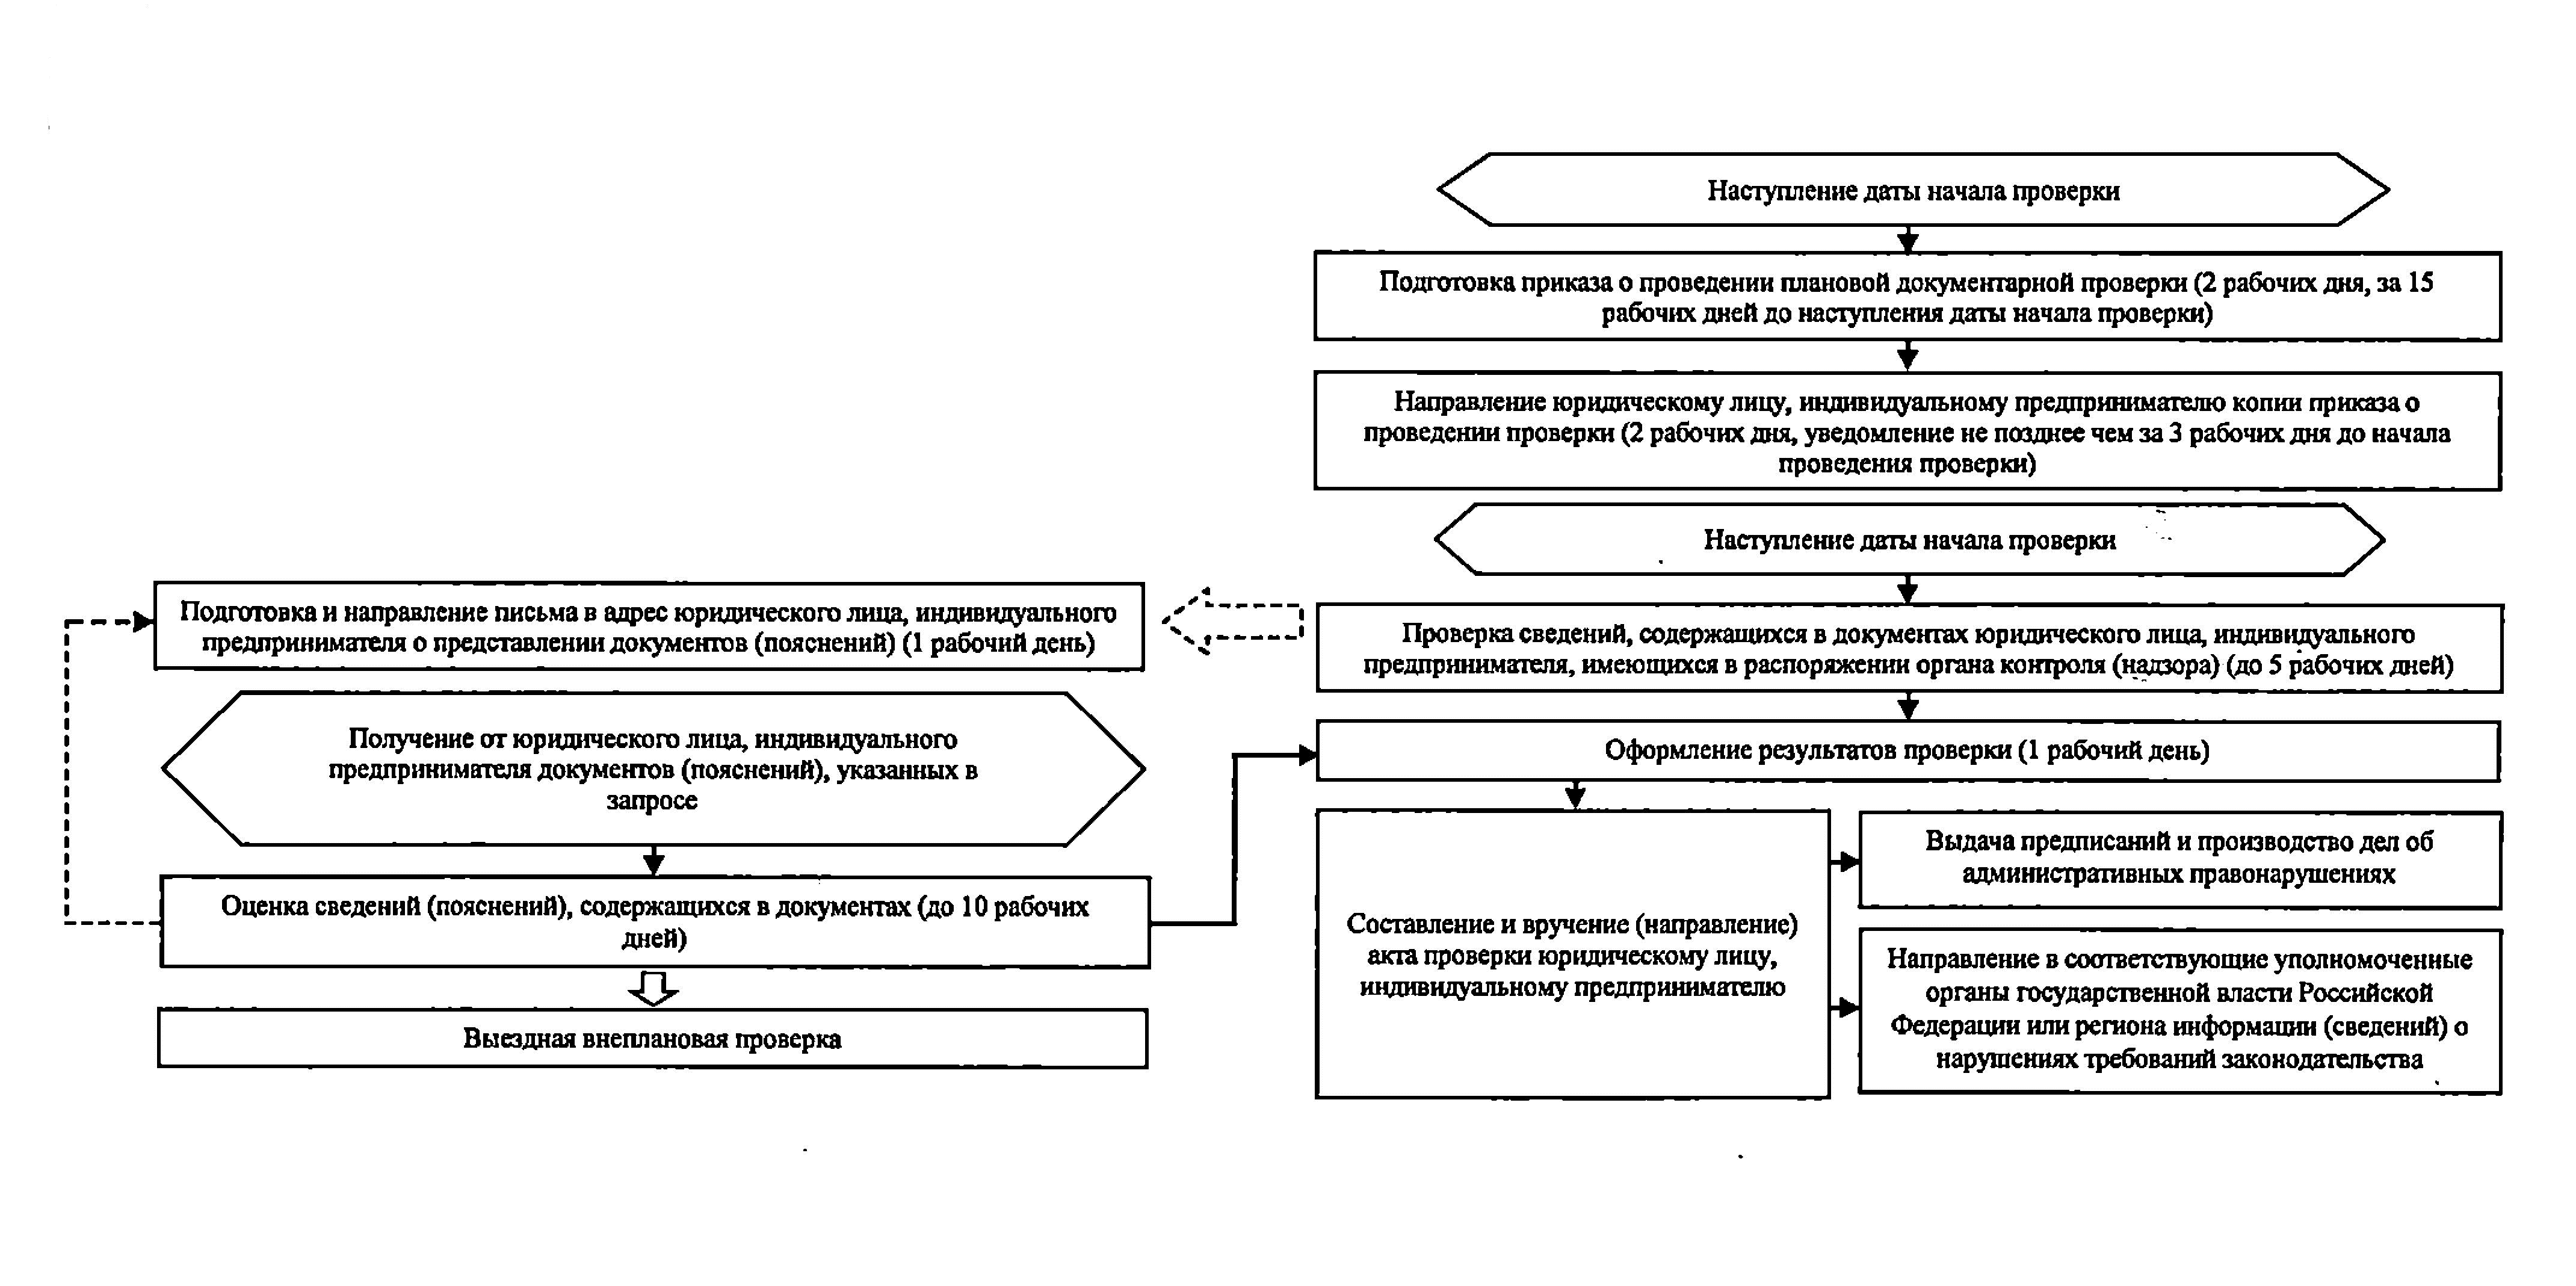 Наступление даты начала проверки
Подготовка приказа о проведении плановой документарной проверки (2 рабочих дня, за 15
рабочих дней до наступления даты начала проверки)
Направление юридическому лицу, индивидуальному предпринимателю копии приказа о
проведении проверки (2 рабочих дня, уведомление не позднее чем за 3 рабочих дня до начала
проведения проверки)
Наступление даты начала проверки
Проверка сведений, содержащихся в документах юридического лица, индивидуального
предпринимателя, имеющихся в распоряжении органа контроля (надзора) (до 5 рабочих дней)
Подготовка и направление письма в адрес юридического лица, индивидуального
предпринимателя о представлении документов (пояснений) (1 рабочий день)
Получение от юридического лица, индивидуального
предпринимателя документов (пояснений), указанных в
запросе
Оценка сведений (пояснений), содержащихся в документах (до 10 рабочих
дней)
Выездная внеплановая проверка
Оформление результатов проверки (1 рабочий день)
Составление и вручение (направление)
акта проверки юридическому лицу,
индивидуальному предпринимателю
Выдача предписаний и производство дел об
административных правонарушениях
Направление в соответствующие уполномоченные
органы государственной власти Российской
Федерации или региона информации (сведений) о
нарушениях требований законодательства